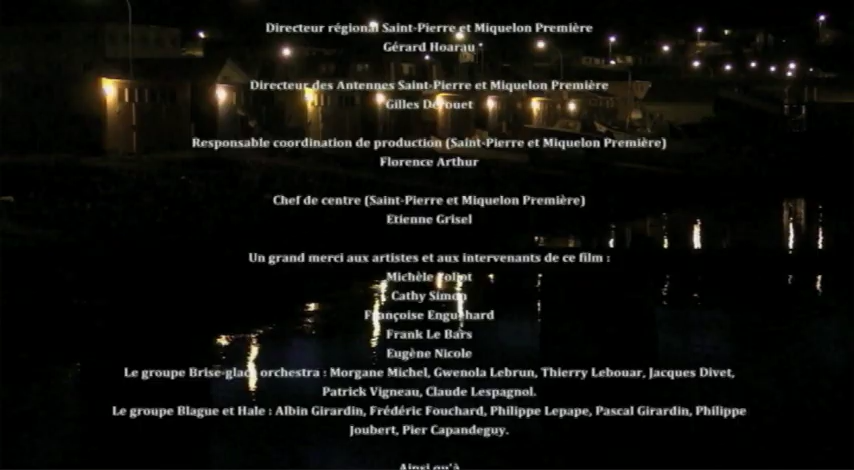 Directeur régional Saint-Pierre et Miquelon Première
Gérard Hoarau
Directeur des Antennes Saint-Pierre et Miquelon Première
Gilles Derouet
Responsable coordination de production (Saint-Pierre et Miquelon Première)
Florence Arthur
Chef de centre (Saint-Pierre et Miquelon Première)
Etienne Grisel
Un grand merci aux artistes et aux intervenants de ce film :
Michèle Foliot
Cathy Simon
Françoise Enguehard
Frank Le Bars
Eugène Nicole
Le groupe Brise-glace orchestra : Morgane Michel, Gwenola Lebrun, Thierry Lebouar, Jacques Divet,
Patrick Vigneau, Claude Lespagnol.
Le groupe Blague et Hale : Albin Girardin, Frédéric Fouchard, Philippe Lepape, Pascal Girardin, Philippe
Joubert, Pier Capandeguy.
Ainsi qu'à